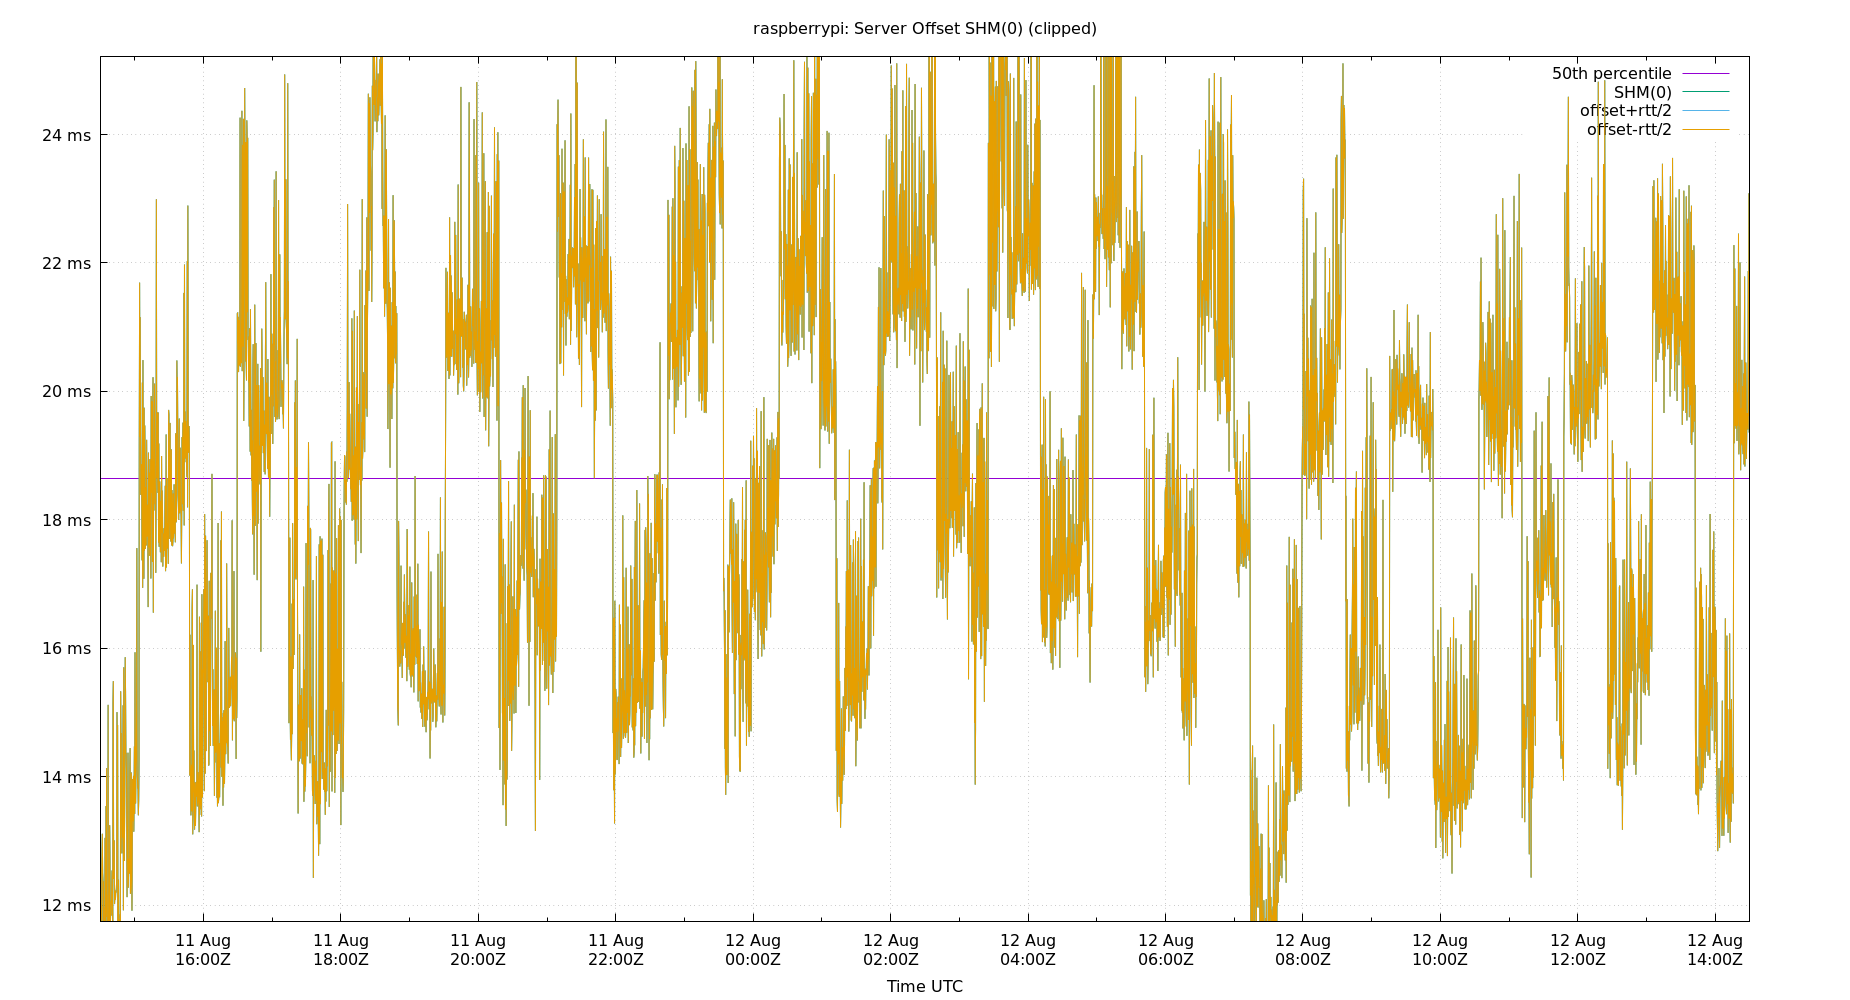 raspberrypi: Server Offset SHM(0) (clipped)
50th percentile
SHM(0)
offset+rtt/2
offset-rtt/2
24 ms
22 ms
20 ms
18 ms
16 ms
14 ms
12 ms
11 Aug 11 Aug 11 Aug 11 Aug 12 Aug 12 Aug 12 Aug 12 Aug 12 Aug 12 Aug 12 Aug 12 Aug
16:00Z 18:00Z 20:00Z 22:00Z 00:00Z 02:00Z 04:00Z 06:00Z 08:00Z 10:00Z 12:00Z 14:00Z
Time UTC